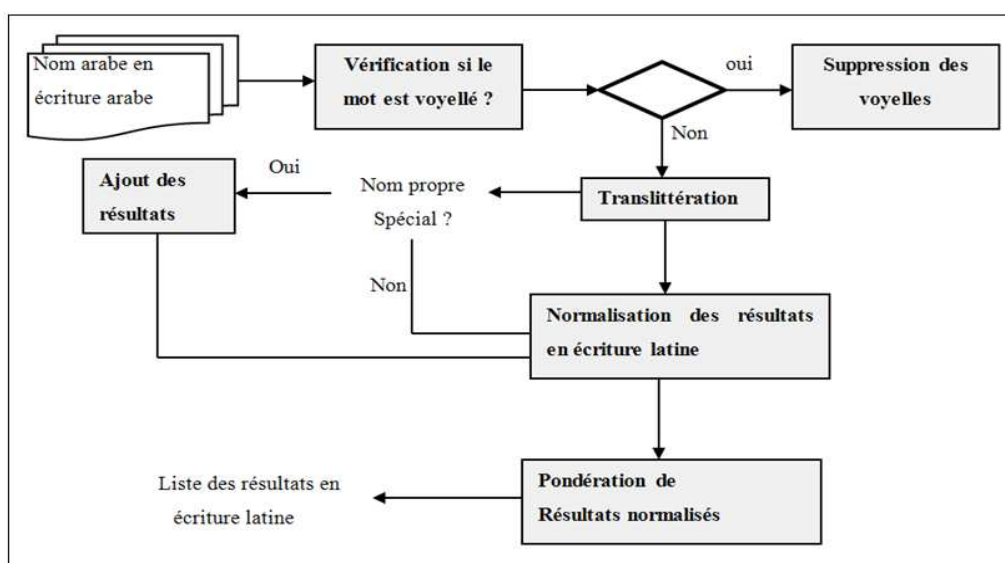 Nom arabe en
écriture arabe
Vérification si le
mot est voyellé ?
oui
Suppression des
voyelles
Non
Translittération
Nom propre
Spécial ?
Oui
Ajout des
résultats
Non
Normalisation des résultats
en écriture latine
Pondération de
Résultats normalisés
Liste des résultats en
écriture latine